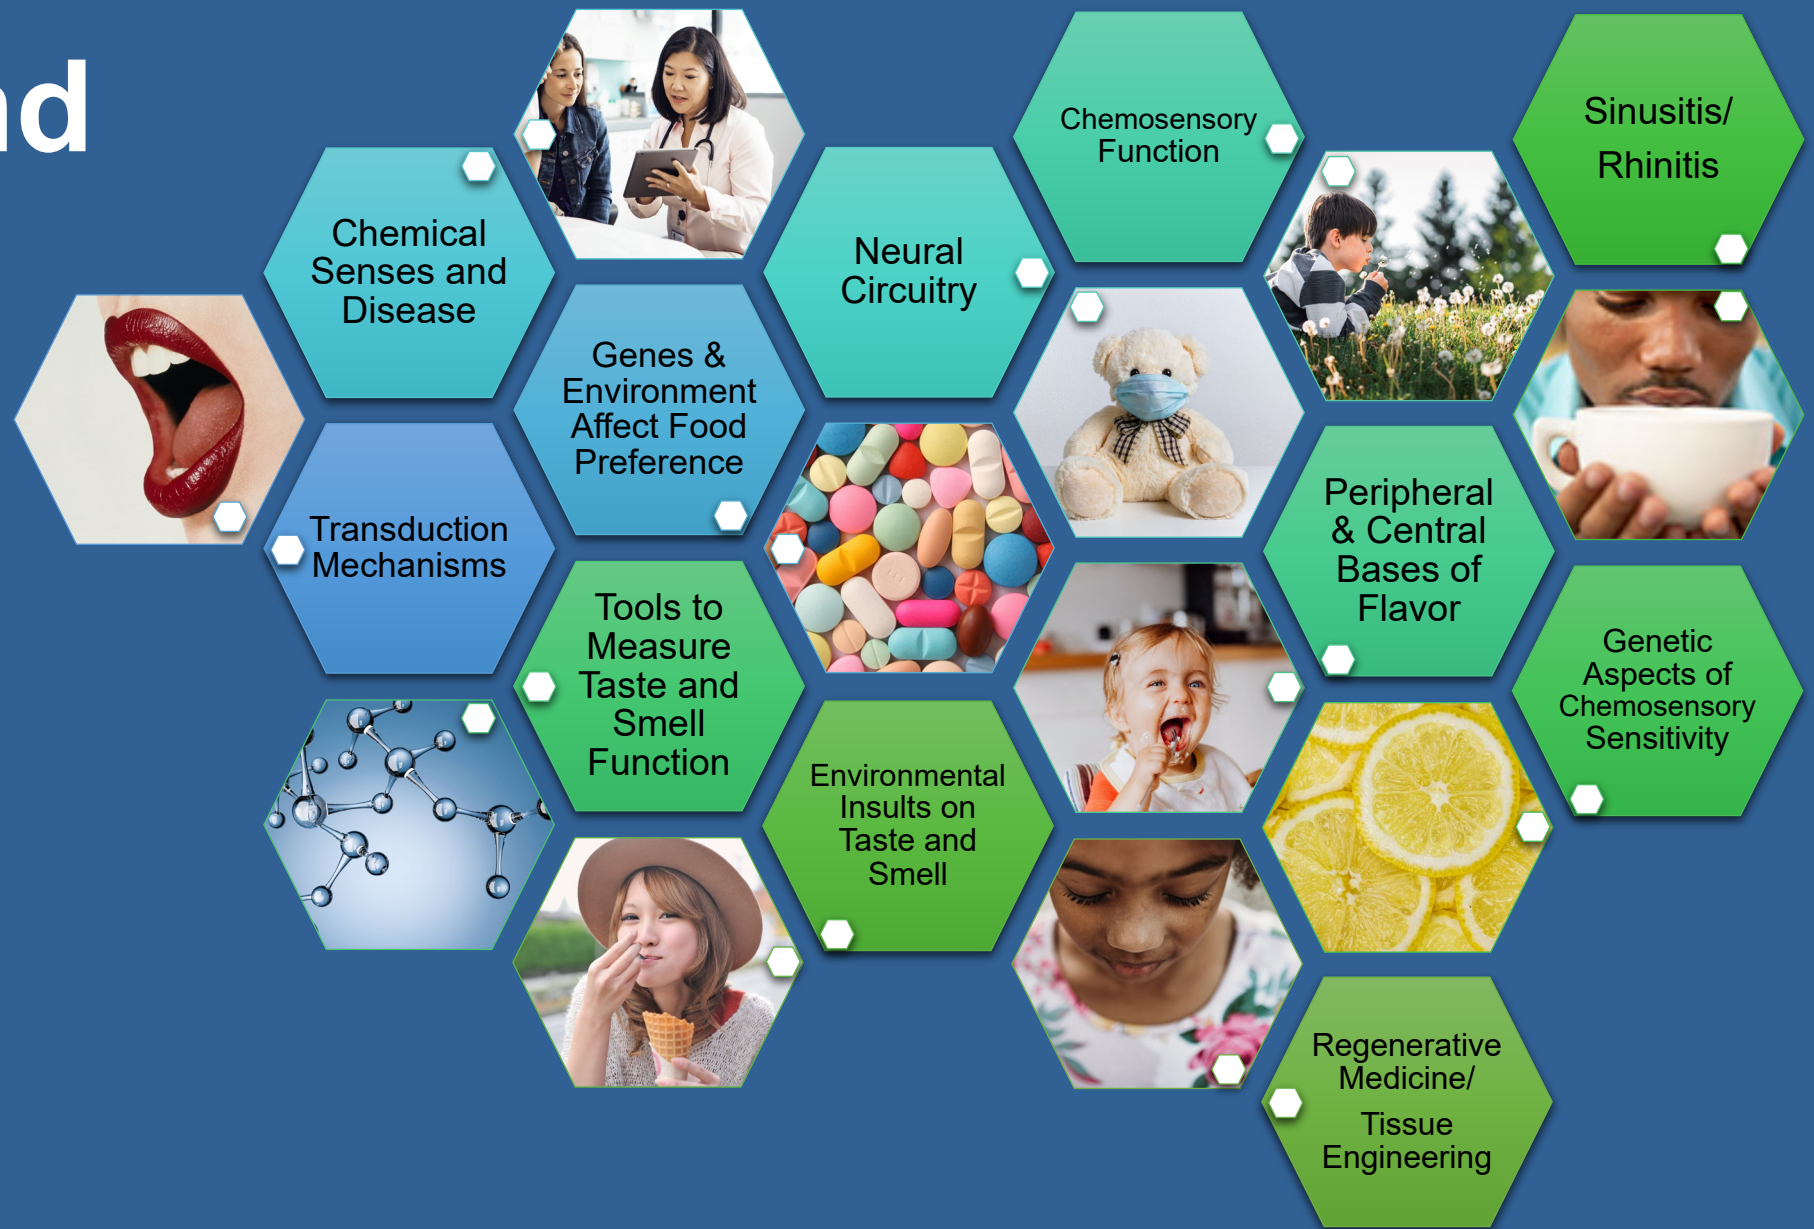 nd
Chemical
Senses and
Disease
Neural
Circuitry
Chemosensory
Function
Sinusitis/
Rhinitis
Genes &
Environment
Affect Food
Preference
Transduction
Mechanisms
Peripheral
& Central
Bases of
Flavor
Tools to
Measure
Taste and
Smell
Function
Genetic
Aspects of
Chemosensory
Sensitivity
Environmental
Insults on
Taste and
Smell
Regenerative
Medicine/
Tissue
Engineering